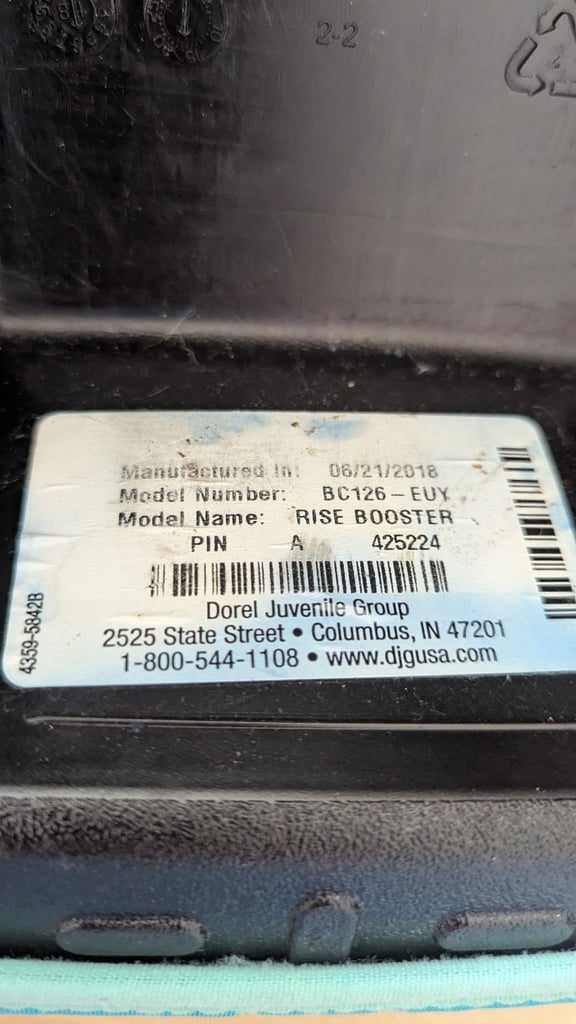 2-2
Manufactured In: 06/21/2018
Model Number: BC126-EUY
Model Name: RISE BOOSTER
PIN A 425224
Dorel Juvenile Group
2525 State Street • Columbus, IN 47201
1-800-544-1108 • www.djgusa.com
4359-5842B